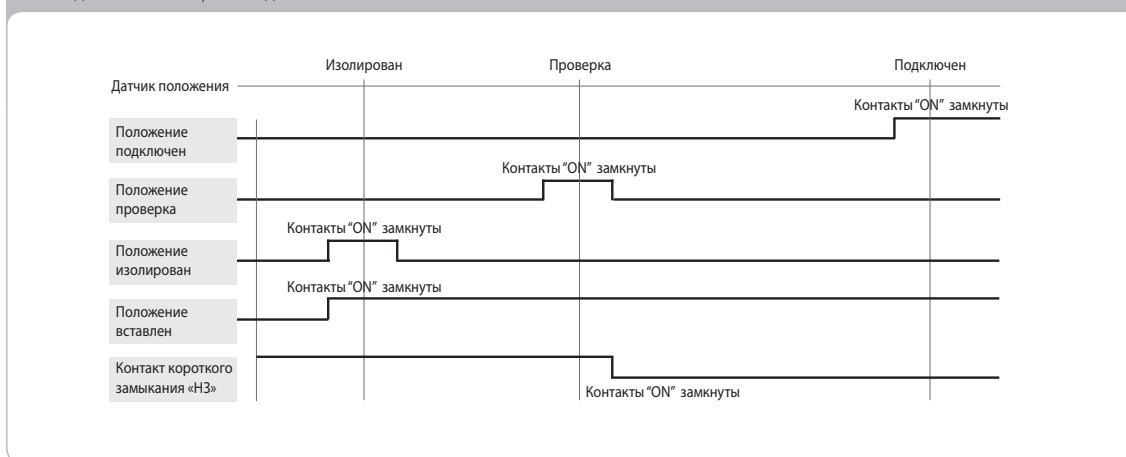 Изолирован
Проверка
Подключен
Датчик положения
Контакты "ON" замкнуты
Положение
подключен
Контакты "ON" замкнуты
Положение
проверка
Контакты "ON" замкнуты
Положение
изолирован
Контакты "ON" замкнуты
Положение
вставлен
Контакт короткого
замыкания «НЗ»
Контакты "ON" замкнуты